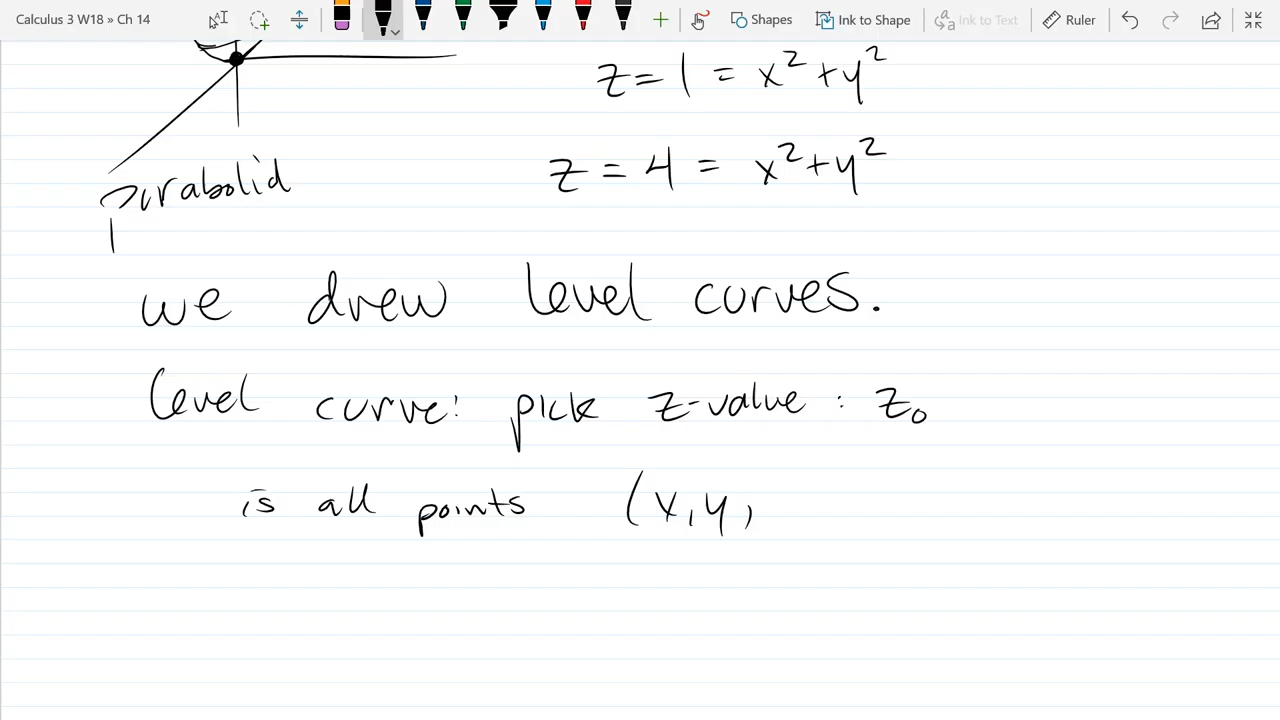 Calculus 3 W18 » Ch 14
Shapes
Ink to Shape
Ink to Text
Ruler
z = 1 = x² + y²
z = 4 = x² + y²
parabolid
we drew level curves.
level curve: pick z-value : z₀
is all points (x, y,